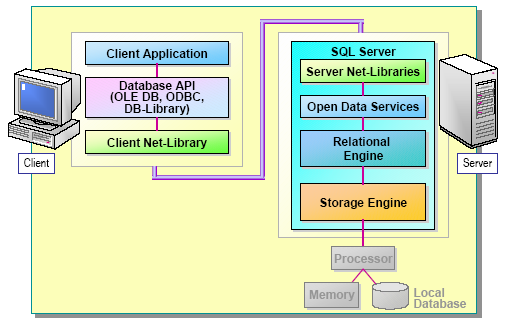 Client Application
Database API
(OLE DB, ODBC,
DB-Library)
Client Net-Library
Client
SQL Server
Server Net-Libraries
Open Data Services
Relational
Engine
Storage Engine
Server
Processor
Memory
Local
Database